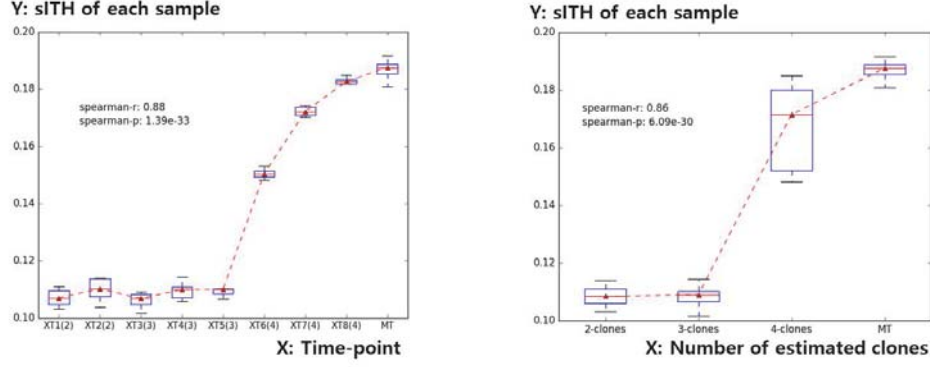 Y: sITH of each sample
0.20
0.18
0.16
0.14
0.12
0.10
spearman-r: 0.88
spearman-p: 1.39e-33
XT1(2) XT2(2) XT3(3) XT4(3) XT5(3) XT6(4) XT7(4) XT8(4) MT
X: Time-point
Y: sITH of each sample
0.20
0.18
0.16
0.14
0.12
0.10
spearman-r: 0.86
spearman-p: 6.09e-30
2-clones 3-clones 4-clones MT
X: Number of estimated clones